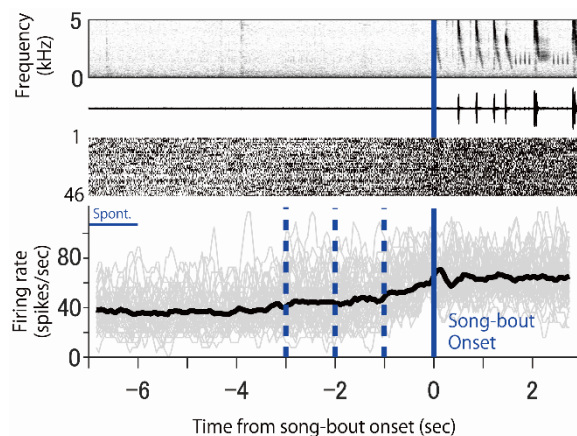 Frequency
(kHz)
5
0
1
46
Spont.
Firing rate
(spikes/sec)
80
40
0
Song-bout
Onset
−6 −4 −2 0 2
Time from song-bout onset (sec)